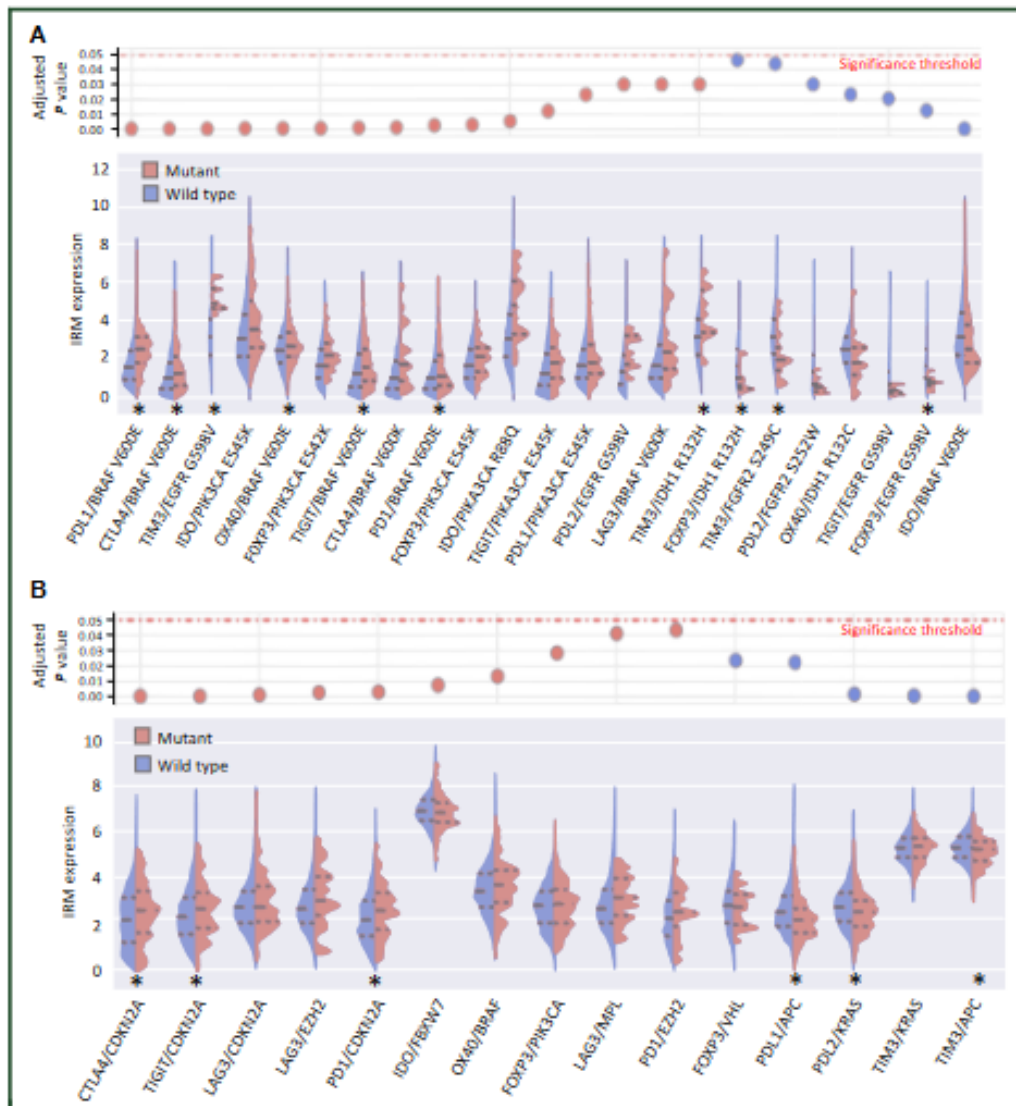 A
Adjusted
P value
0.05
0.04
0.03
0.02
0.01
0.00
Significance threshold
Mutant
Wild type
IRM expression
12
10
8
6
4
2
0
* * * * * * * * * *
PDL1/BRAF V600E
CTLA4/BRAF V600E
TIM3/EGFR G598V
IDO/PIK3CA E545K
OX40/BRAF V600E
FOXP3/PIK3CA E542K
TIGIT/BRAF V600E
CTLA4/BRAF V600K
PD1/BRAF V600E
FOXP3/PIK3CA E545K
IDO/PIKA3CA R88Q
TIGIT/PIKA3CA E545K
PDL1/PIKA3CA E545K
PDL2/EGFR G598V
LAG3/BRAF V600K
TIM3/IDH1 R132H
FOXP3/IDH1 R132H
TIM3/FGFR2 S249C
PDL2/FGFR2 S252W
OX40/IDH1 R132C
TIGIT/EGFR G598V
FOXP3/EGFR G598V
IDO/BRAF V600E
B
Adjusted
P value
0.05
0.04
0.03
0.02
0.01
0.00
Significance threshold
Mutant
Wild type
IRM expression
10
8
6
4
2
0
* * * * * *
CTLA4/CDKN2A
TIGIT/CDKN2A
LAG3/CDKN2A
LAG3/EZH2
PD1/CDKN2A
IDO/FBXW7
OX40/BRAF
FOXP3/PIK3CA
LAG3/MPL
PD1/EZH2
FOXP3/VHL
PDL1/APC
PDL2/KRAS
TIM3/KRAS
TIM3/APC